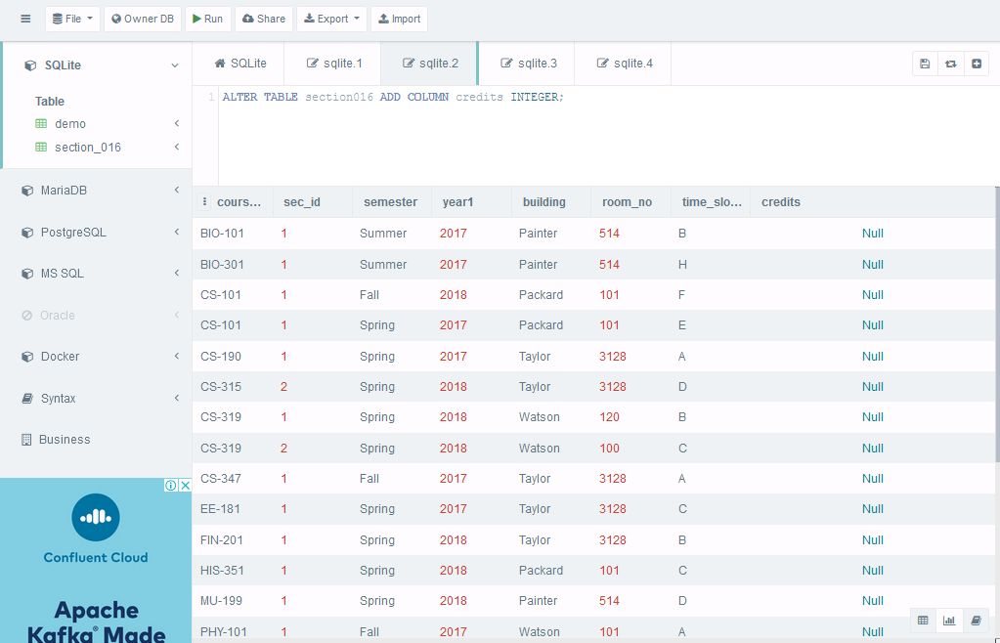 File Owner DB Run Share Export Import
SQLite
Table
demo
section_016
MariaDB
PostgreSQL
MS SQL
Oracle
Docker
Syntax
Business
Confluent Cloud
Apache
Kafka® Made
SQLite sqlite.1 sqlite.2 sqlite.3 sqlite.4
1 ALTER TABLE section016 ADD COLUMN credits INTEGER;
cours... sec_id semester year1 building room_no time_slo... credits
BIO-101 1 Summer 2017 Painter 514 B Null
BIO-301 1 Summer 2017 Painter 514 H Null
CS-101 1 Fall 2018 Packard 101 F Null
CS-101 1 Spring 2017 Packard 101 E Null
CS-190 1 Spring 2017 Taylor 3128 A Null
CS-315 2 Spring 2018 Taylor 3128 D Null
CS-319 1 Spring 2018 Watson 120 B Null
CS-319 2 Spring 2018 Watson 100 C Null
CS-347 1 Fall 2017 Taylor 3128 A Null
EE-181 1 Spring 2017 Taylor 3128 C Null
FIN-201 1 Spring 2018 Taylor 3128 B Null
HIS-351 1 Spring 2018 Packard 101 C Null
MU-199 1 Spring 2018 Painter 514 D Null
PHY-101 1 Fall 2017 Watson 101 A Null